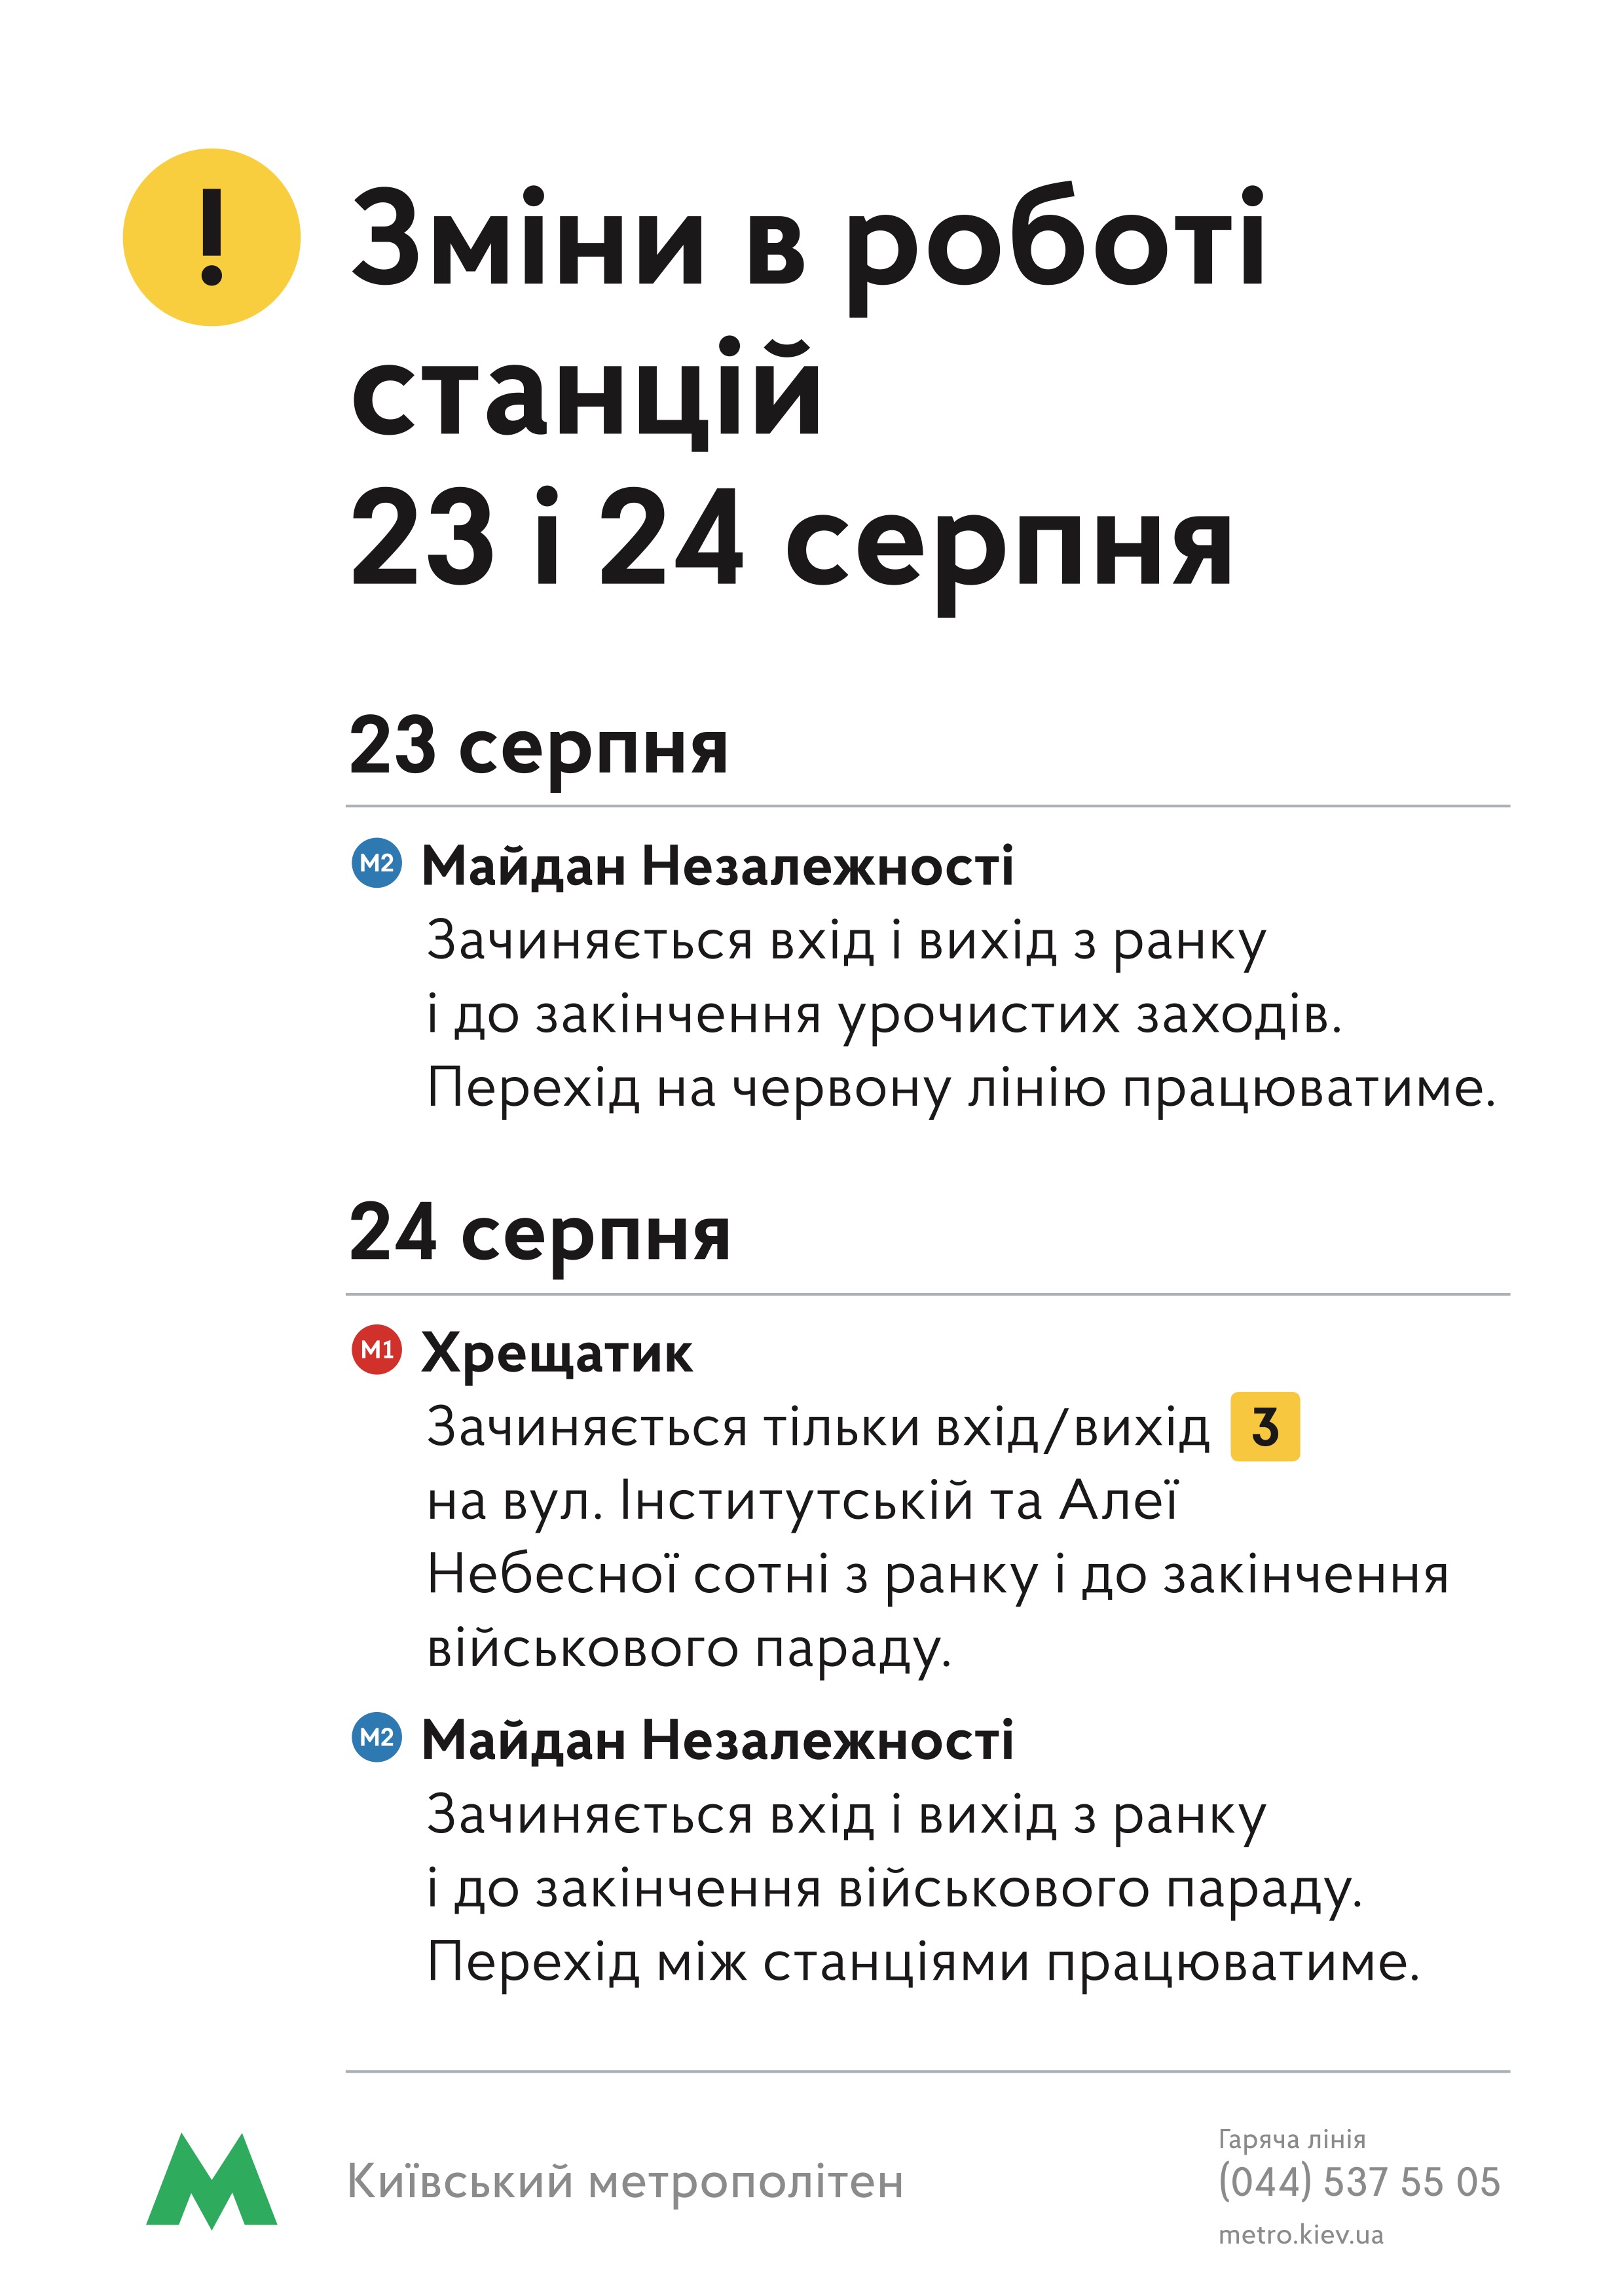 !
Зміни в роботі
станцій
23 і 24 серпня
23 серпня
М2 Майдан Незалежності
Зачиняється вхід і вихід з ранку
і до закінчення урочистих заходів.
Перехід на червону лінію працюватиме.
24 серпня
М1 Хрещатик
Зачиняється тільки вхід/вихід 3
на вул. Інститутській та Алеї
Небесної сотні з ранку і до закінчення
військового параду.
М2 Майдан Незалежності
Зачиняється вхід і вихід з ранку
і до закінчення військового параду.
Перехід між станціями працюватиме.
Київський метрополітен
Гаряча лінія
(044) 537 55 05
metro.kiev.ua